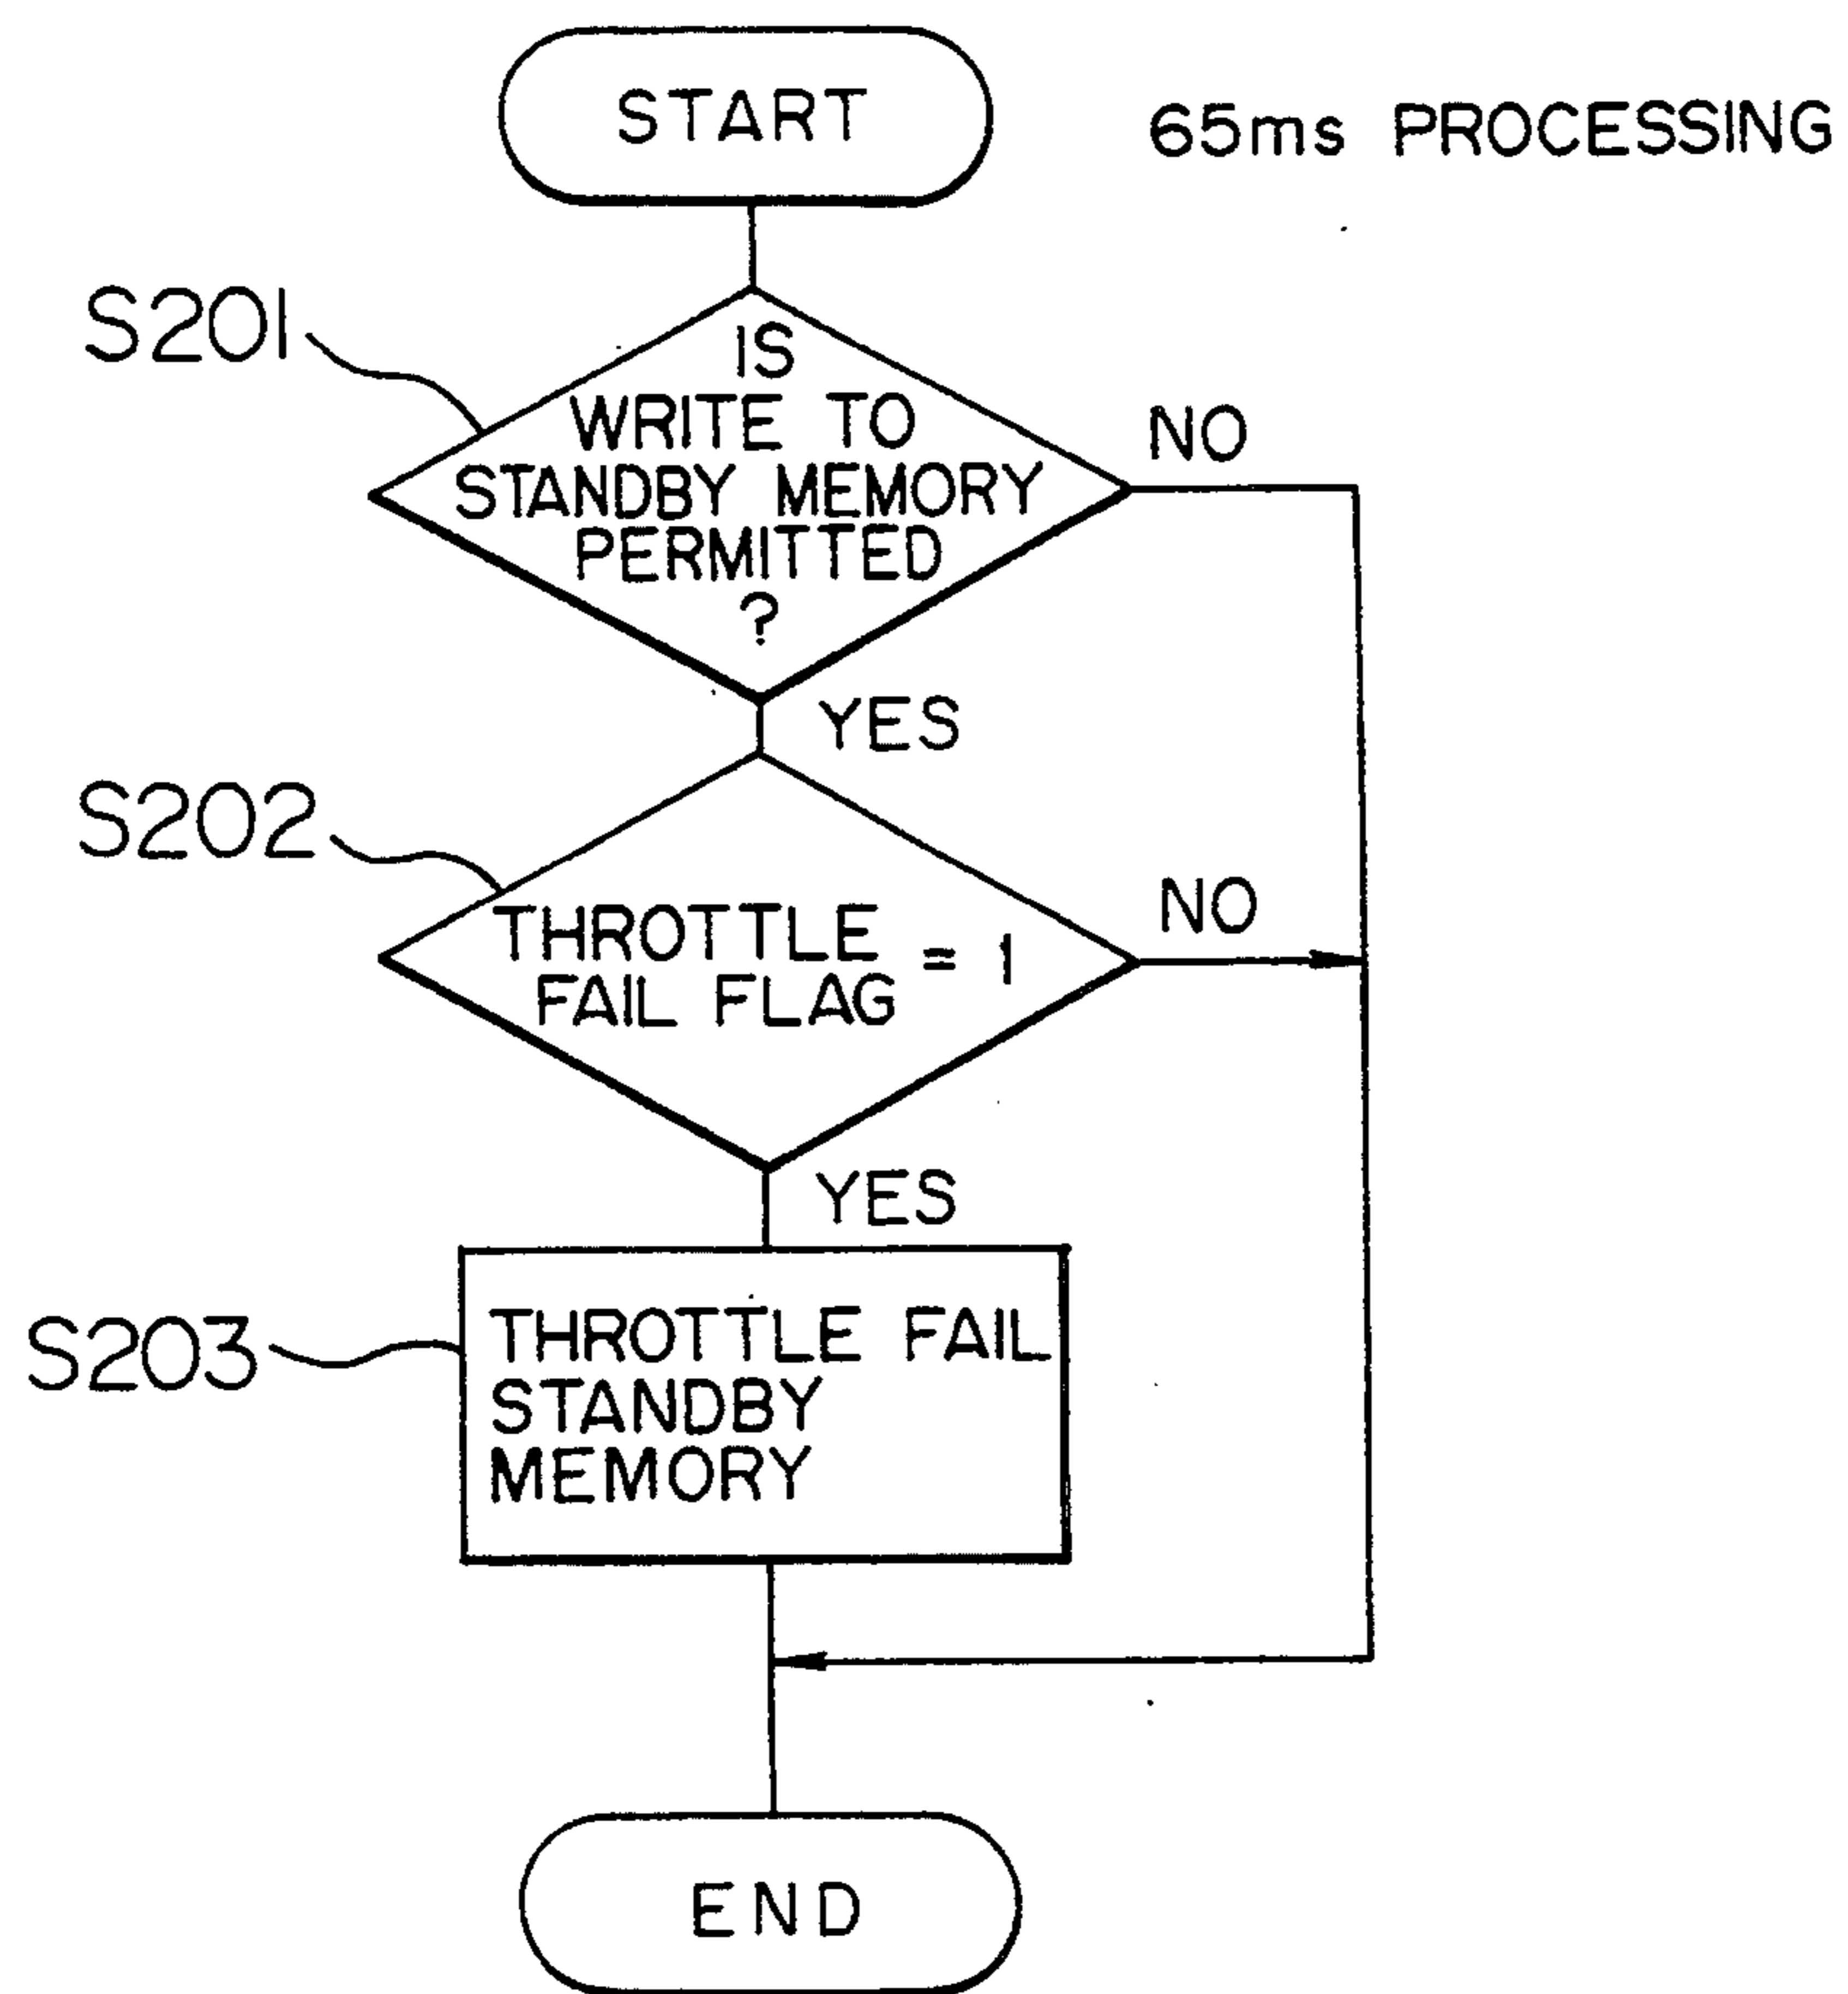 START
65ms PROCESSING
S201
IS
WRITE TO
STANDBY MEMORY
PERMITTED
?
NO
YES
S202
THROTTLE
FAIL FLAG = 1
NO
YES
S203
THROTTLE FAIL
STANDBY
MEMORY
END